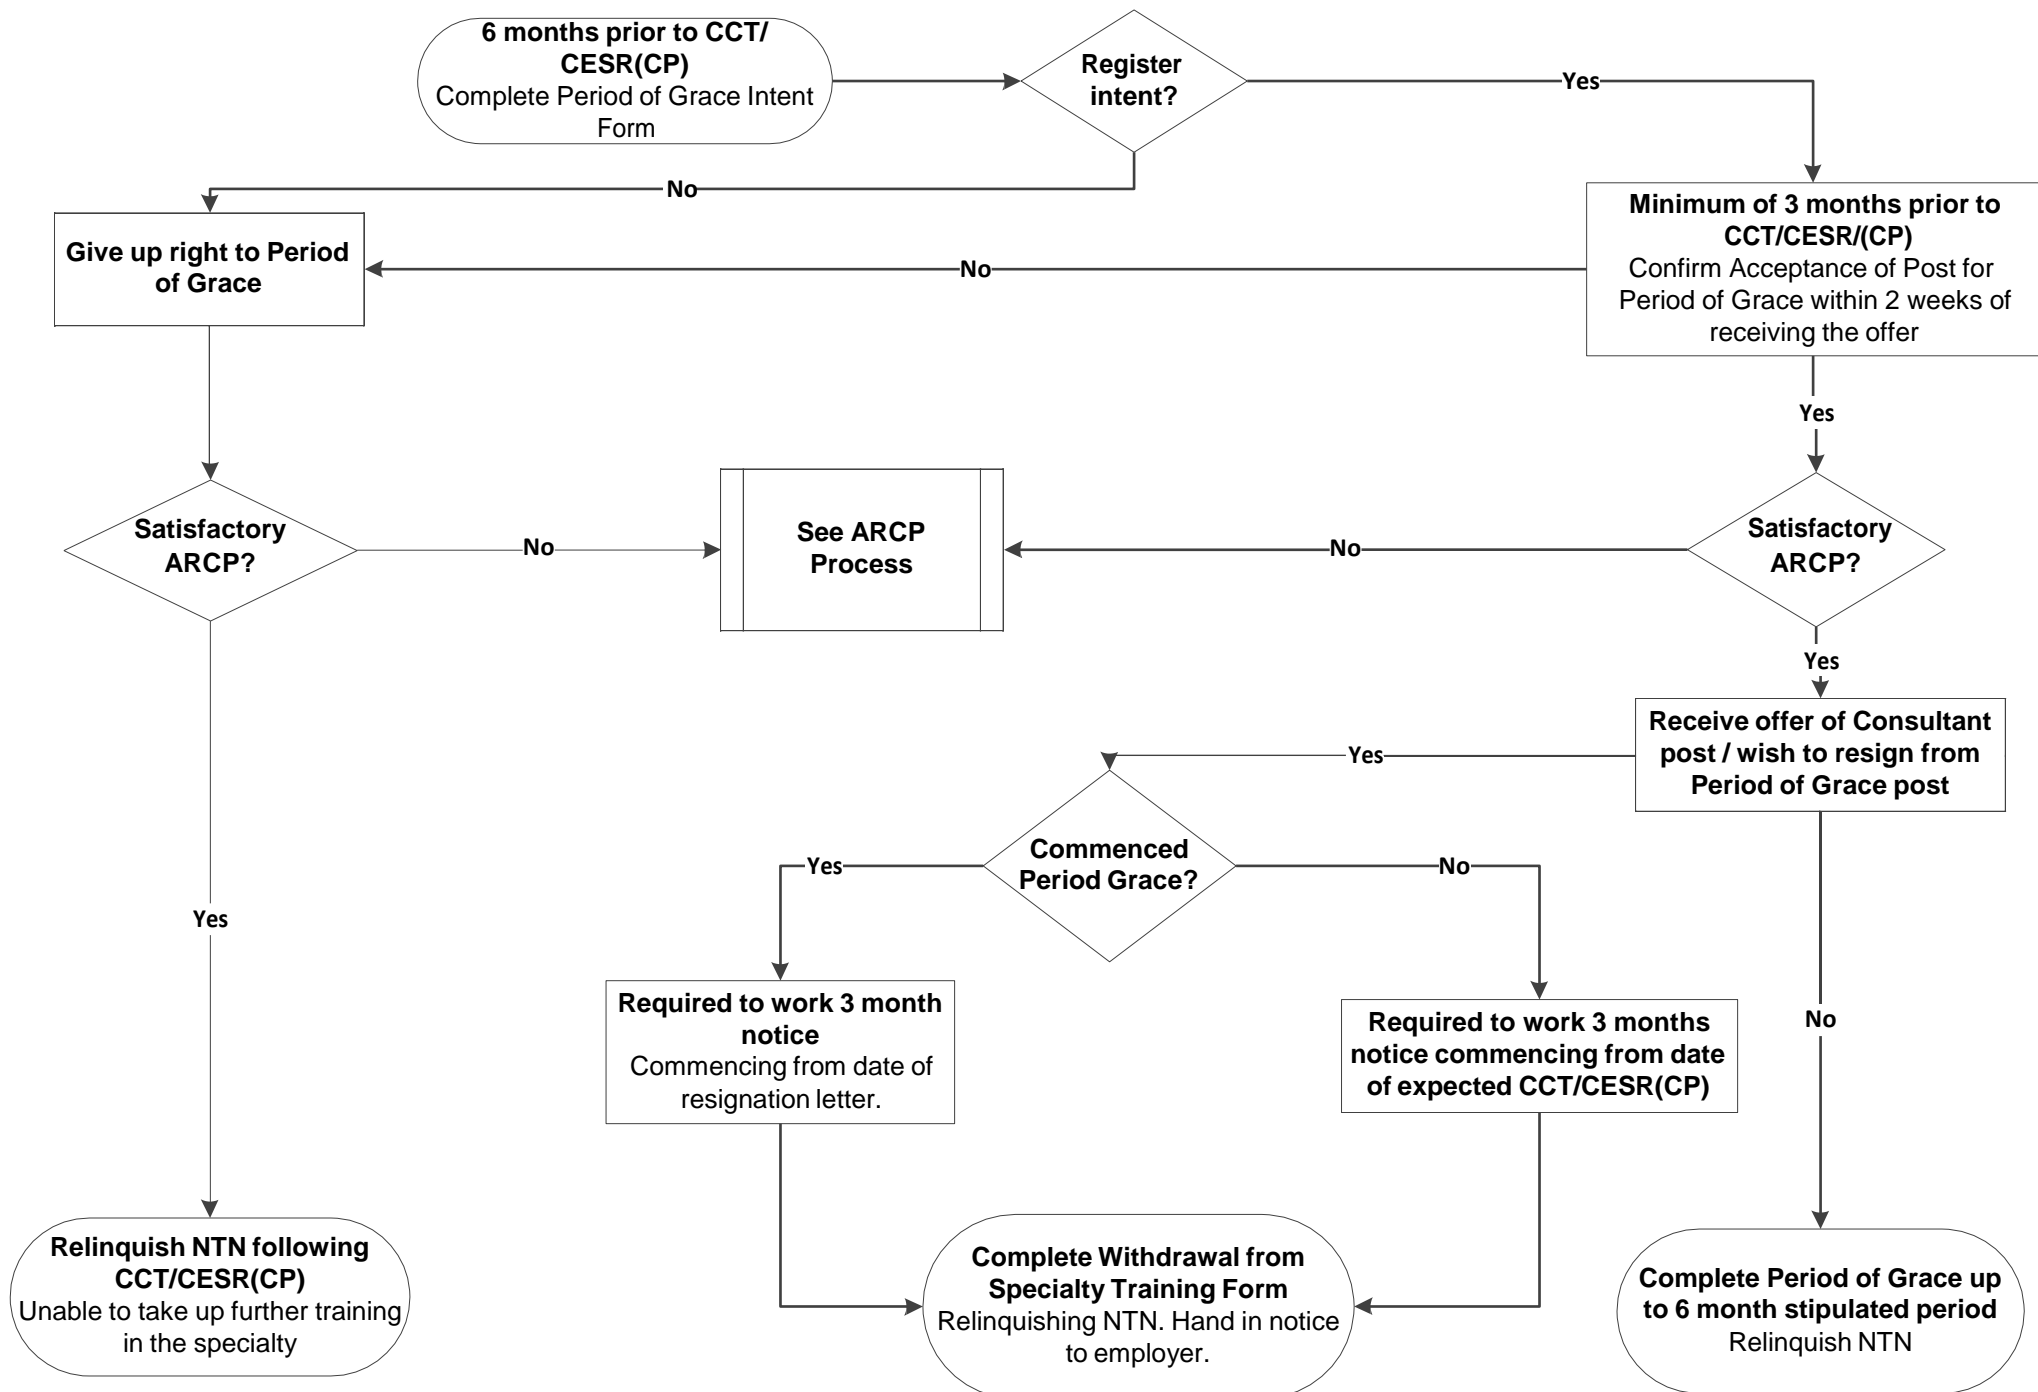 6 months prior to CCT/
CESR(CP)
Complete Period of Grace Intent
Form
Register
intent?
Yes
No
Give up right to Period
of Grace
No
Minimum of 3 months prior to
CCT/CESR/(CP)
Confirm Acceptance of Post for
Period of Grace within 2 weeks of
receiving the offer
Yes
Satisfactory
ARCP?
No
See ARCP
Process
No
Satisfactory
ARCP?
Yes
Receive offer of Consultant
post / wish to resign from
Period of Grace post
Yes
Commenced
Period Grace?
Yes
No
Yes
Required to work 3 month
notice
Commencing from date of
resignation letter.
Required to work 3 months
notice commencing from date
of expected CCT/CESR(CP)
No
Relinquish NTN following
CCT/CESR(CP)
Unable to take up further training
in the specialty
Complete Withdrawal from
Specialty Training Form
Relinquishing NTN. Hand in notice
to employer.
Complete Period of Grace up
to 6 month stipulated period
Relinquish NTN